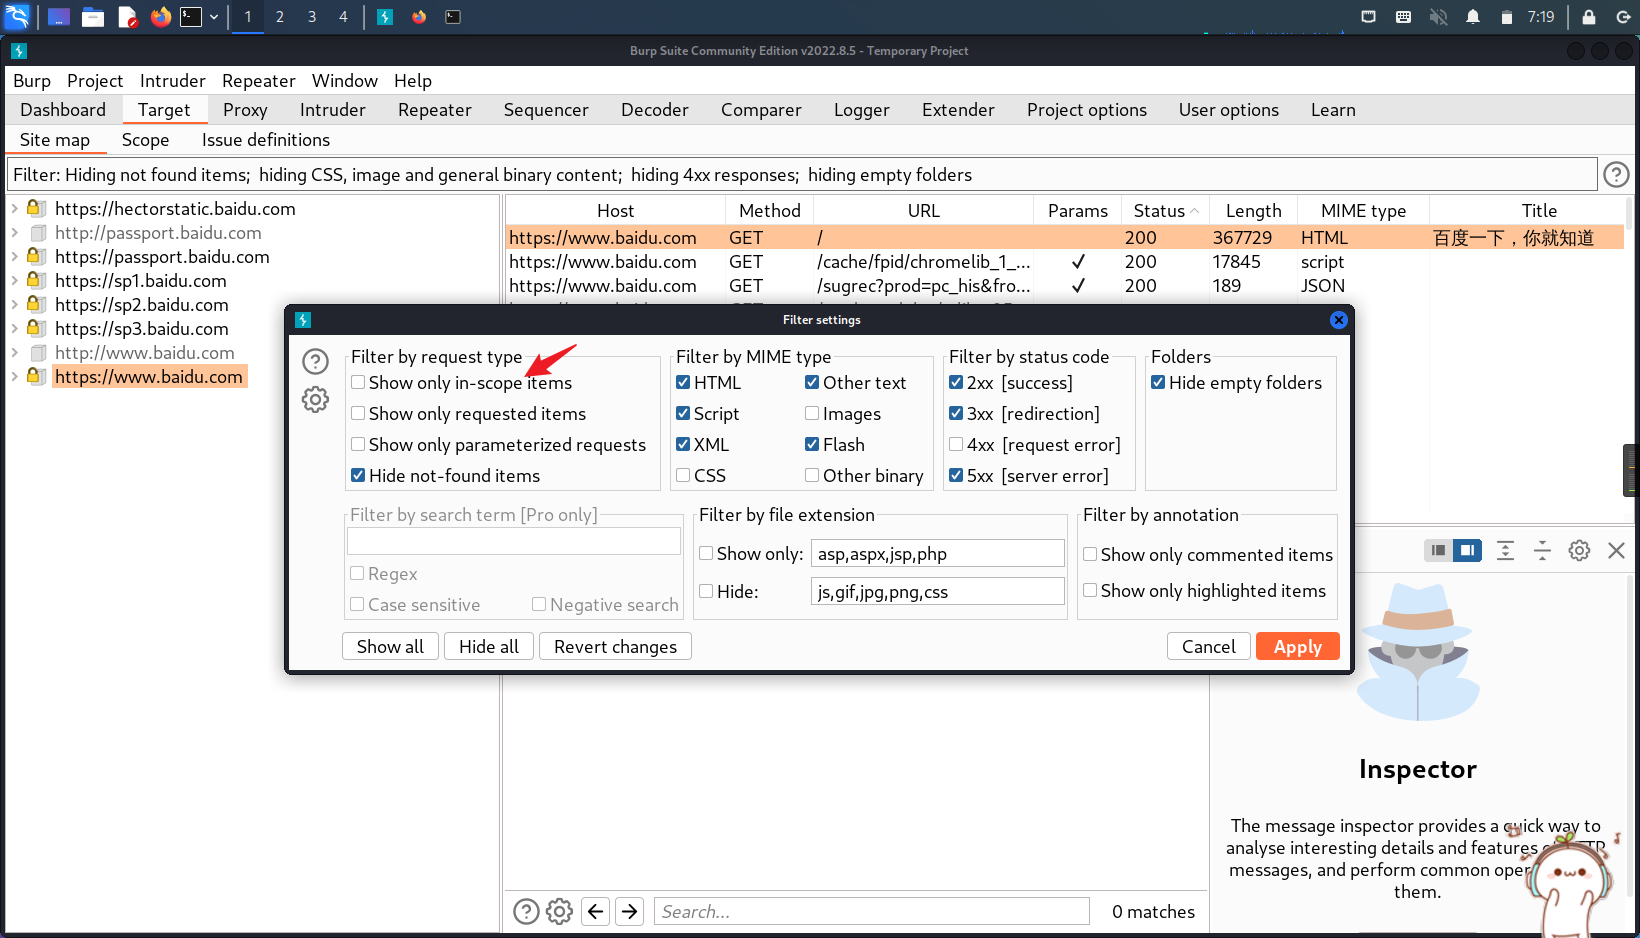 1 2 3 4 7:19
Burp Suite Community Edition v2022.8.5 - Temporary Project
Burp Project Intruder Repeater Window Help
Dashboard Target Proxy Intruder Repeater Sequencer Decoder Comparer Logger Extender Project options User options Learn
Site map Scope Issue definitions
Filter: Hiding not found items; hiding CSS, image and general binary content; hiding 4xx responses; hiding empty folders
https://hectorstatic.baidu.com
http://passport.baidu.com
https://passport.baidu.com
https://sp1.baidu.com
https://sp2.baidu.com
https://sp3.baidu.com
http://www.baidu.com
https://www.baidu.com
Host Method URL Params Status Length MIME type Title
https://www.baidu.com GET / 200 367729 HTML 百度一下，你就知道
https://www.baidu.com GET /cache/fpid/chromelib_1_... ✓ 200 17845 script
https://www.baidu.com GET /sugrec?prod=pc_his&fro... ✓ 200 189 JSON
Filter settings
Filter by request type
Show only in-scope items
Show only requested items
Show only parameterized requests
Hide not-found items
Filter by MIME type
HTML Other text
Script Images
XML Flash
CSS Other binary
Filter by status code
2xx [success]
3xx [redirection]
4xx [request error]
5xx [server error]
Folders
Hide empty folders
Filter by search term [Pro only]
Regex
Case sensitive Negative search
Filter by file extension
Show only: asp,aspx,jsp,php
Hide: js,gif,jpg,png,css
Filter by annotation
Show only commented items
Show only highlighted items
Show all Hide all Revert changes Cancel Apply
Inspector
The message inspector provides a quick way to
analyse interesting details and features
messages, and perform common
them.
Search... 0 matches